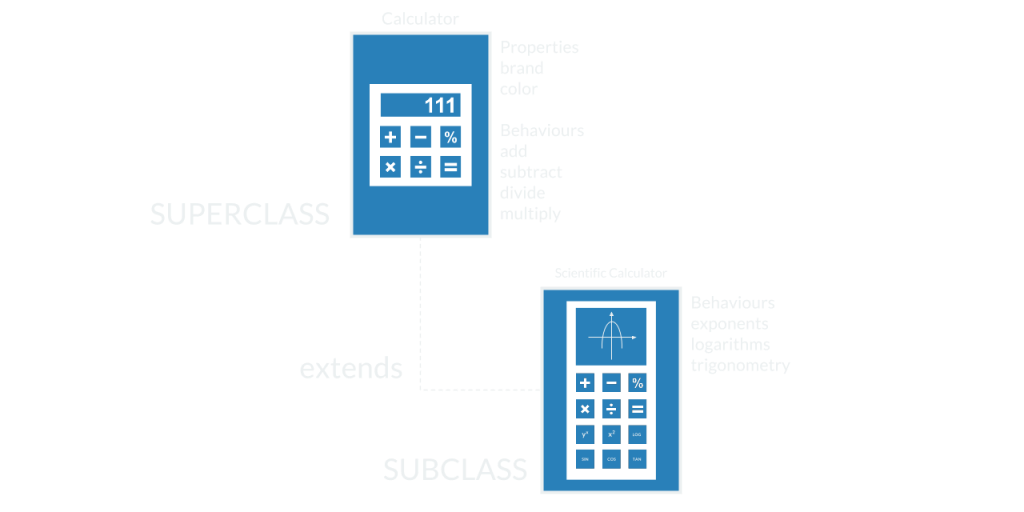 Calculator
Properties
brand
color
Behaviours
add
subtract
divide
multiply
111
+ − %
× ÷ =
SUPERCLASS
Scientific Calculator
Behaviours
exponents
logarithms
trigonometry
extends
+ − %
× ÷ =
x² LOG
SIN COS TAN
SUBCLASS